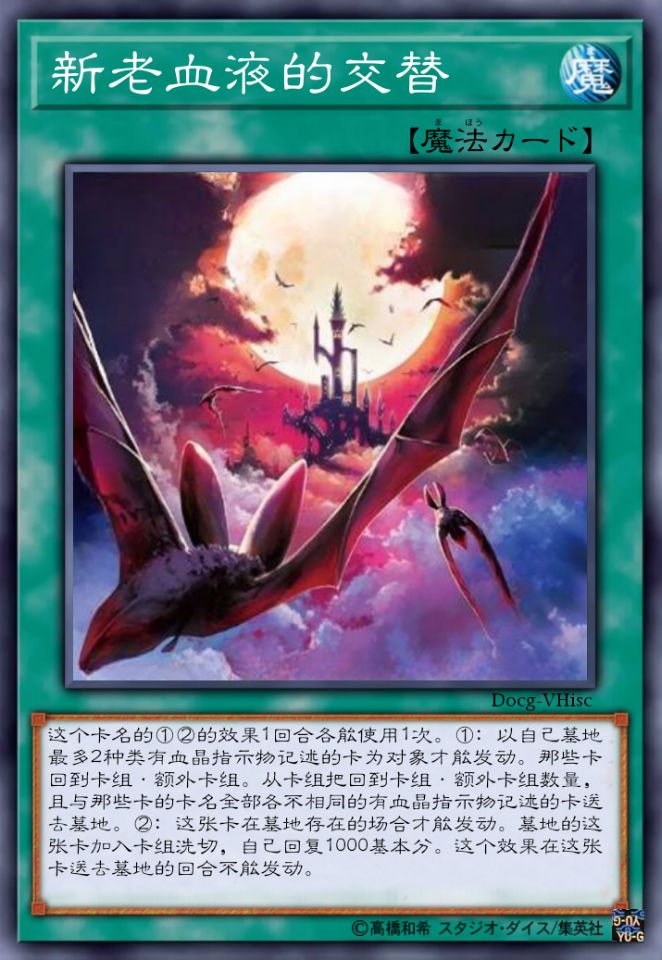 新老血液的交替
魔
ま ほう
【魔法カード】
Docg-VHisc
这个卡名的①②的效果1回合各能使用1次。①：以自己墓地
最多2种类有血晶指示物记述的卡为对象才能发动。那些卡
回到卡组·额外卡组。从卡组把回到卡组·额外卡组数量，
且与那些卡的卡名全部各不相同的有血晶指示物记述的卡送
去墓地。②：这张卡在墓地存在的场合才能发动。墓地的这
张卡加入卡组洗切，自己回复1000基本分。这个效果在这张
卡送去墓地的回合不能发动。
©高橋和希 スタジオ·ダイス/集英社
YU-G